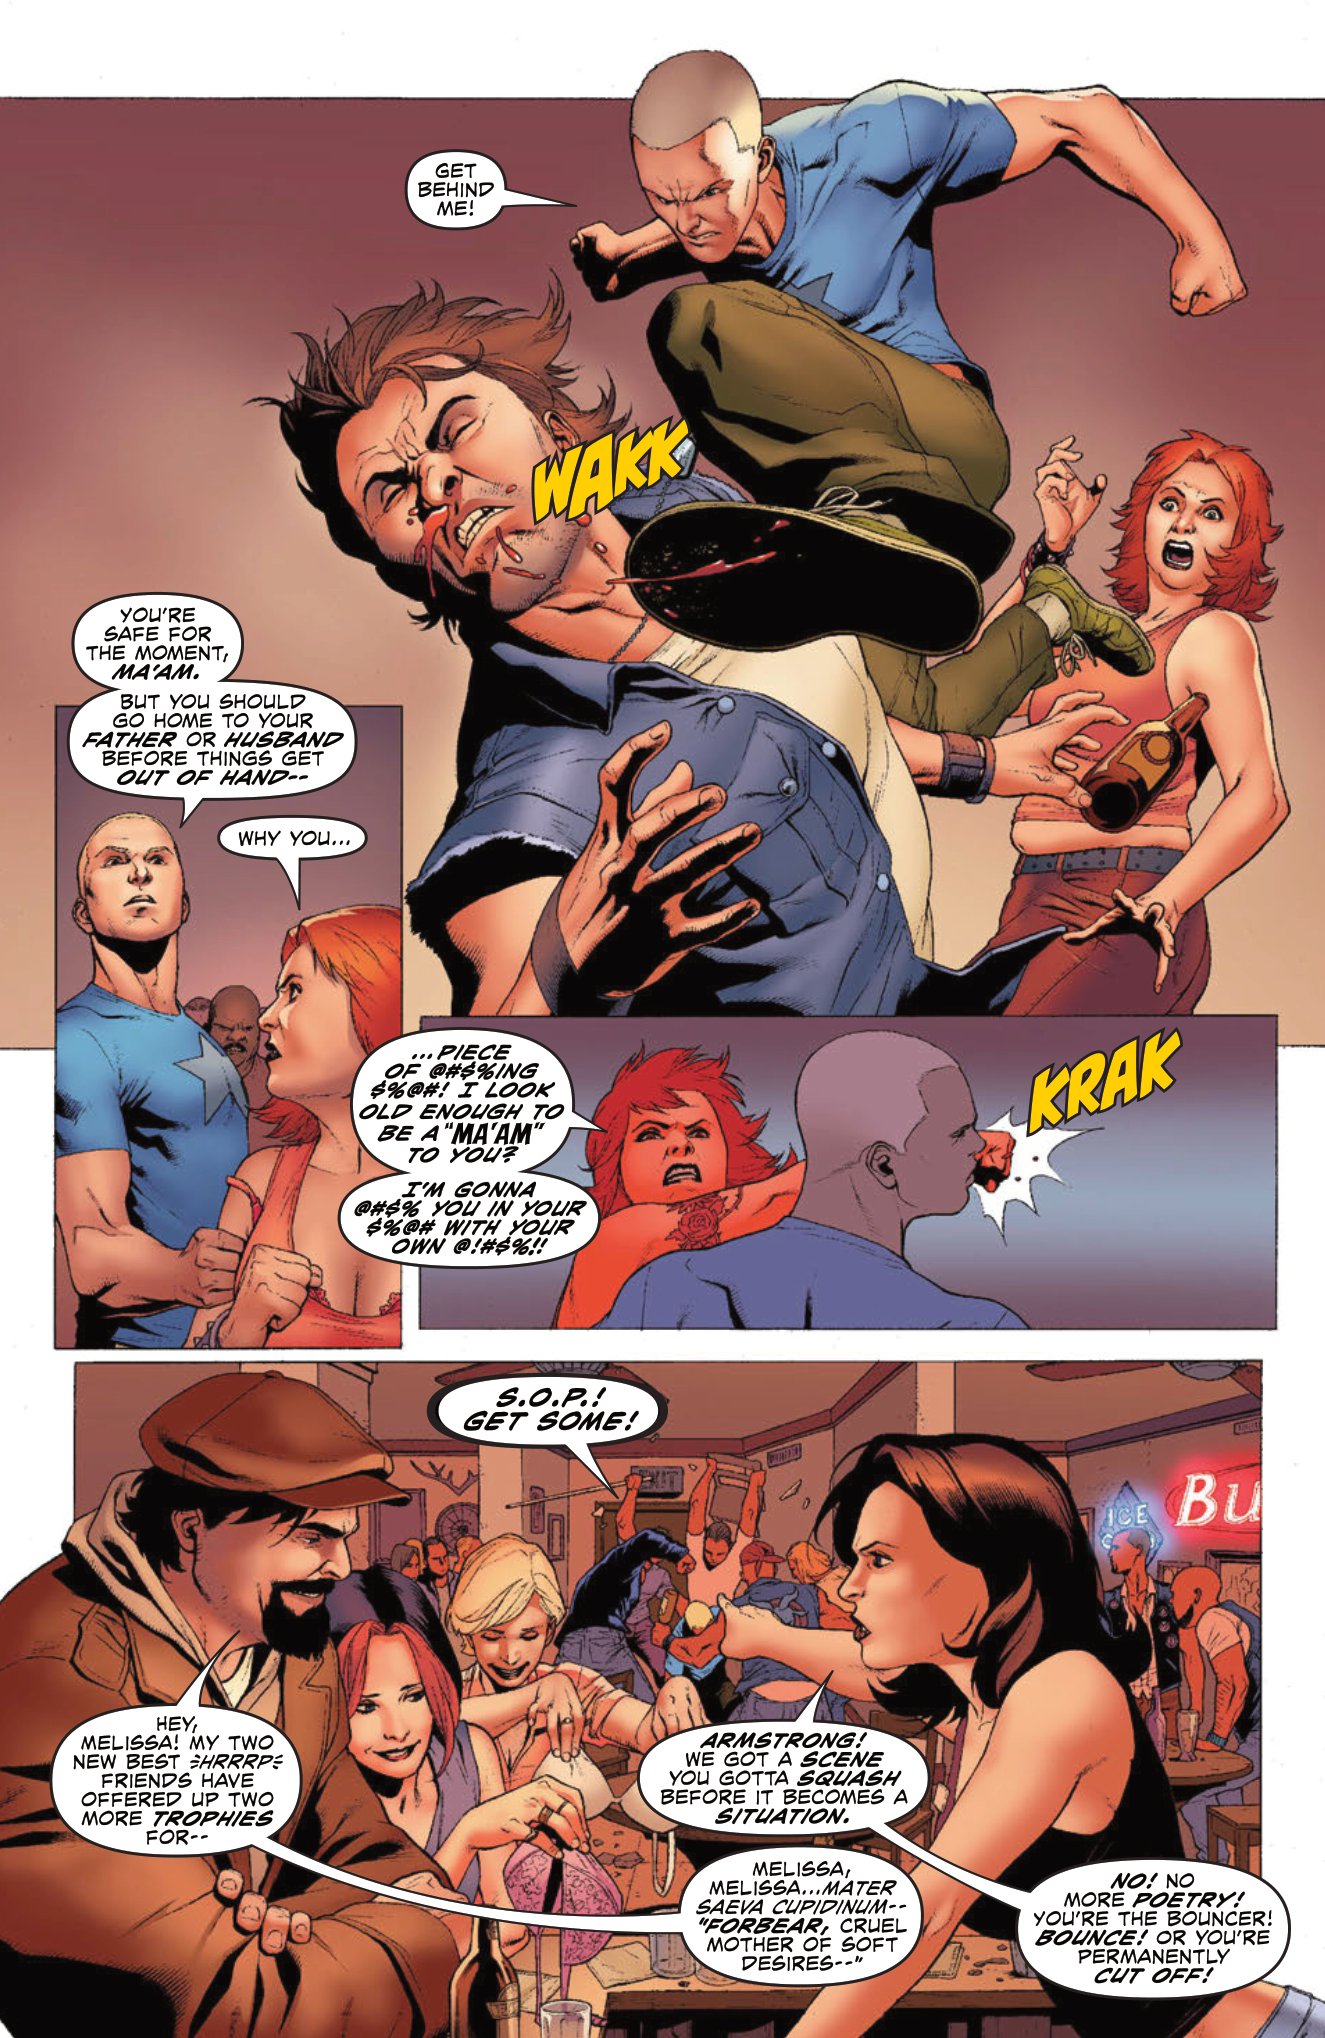 GET
BEHIND
ME!
WAKK
YOU'RE
SAFE FOR
THE MOMENT,
MA'AM.
BUT YOU SHOULD
GO HOME TO YOUR
FATHER OR HUSBAND
BEFORE THINGS GET
OUT OF HAND--
WHY YOU...
...PIECE
OF @#$%ING
$%@#! I LOOK
OLD ENOUGH TO
BE A "MA'AM"
TO YOU?
I'M GONNA
@#$% YOU IN YOUR
$%@# WITH YOUR
OWN @!#$%!!
KRAK
S.O.P.!
GET SOME!
EXIT
ICE
BU
HEY,
MELISSA! MY TWO
NEW BEST HRRRP
FRIENDS HAVE
OFFERED UP TWO
MORE TROPHIES
FOR--
ARMSTRONG!
WE GOT A SCENE
YOU GOTTA SQUASH
BEFORE IT BECOMES A
SITUATION.
MELISSA,
MELISSA...MATER
SAEVA CUPIDINUM--
"FORBEAR, CRUEL
MOTHER OF SOFT
DESIRES--"
NO! NO
MORE POETRY!
YOU'RE THE BOUNCER!
BOUNCE! OR YOU'RE
PERMANENTLY
CUT OFF!